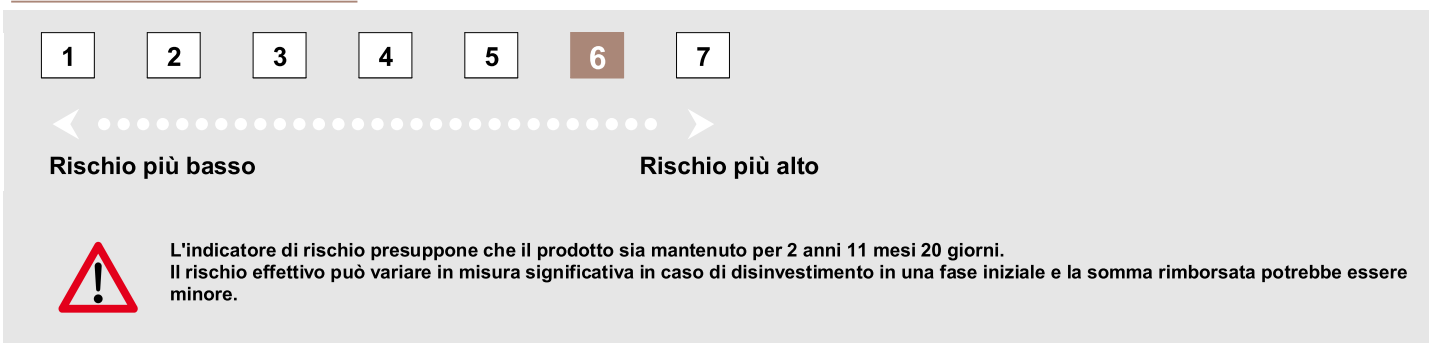 1 2 3 4 5 6 7
Rischio più basso Rischio più alto
L'indicatore di rischio presuppone che il prodotto sia mantenuto per 2 anni 11 mesi 20 giorni.
Il rischio effettivo può variare in misura significativa in caso di disinvestimento in una fase iniziale e la somma rimborsata potrebbe essere
minore.